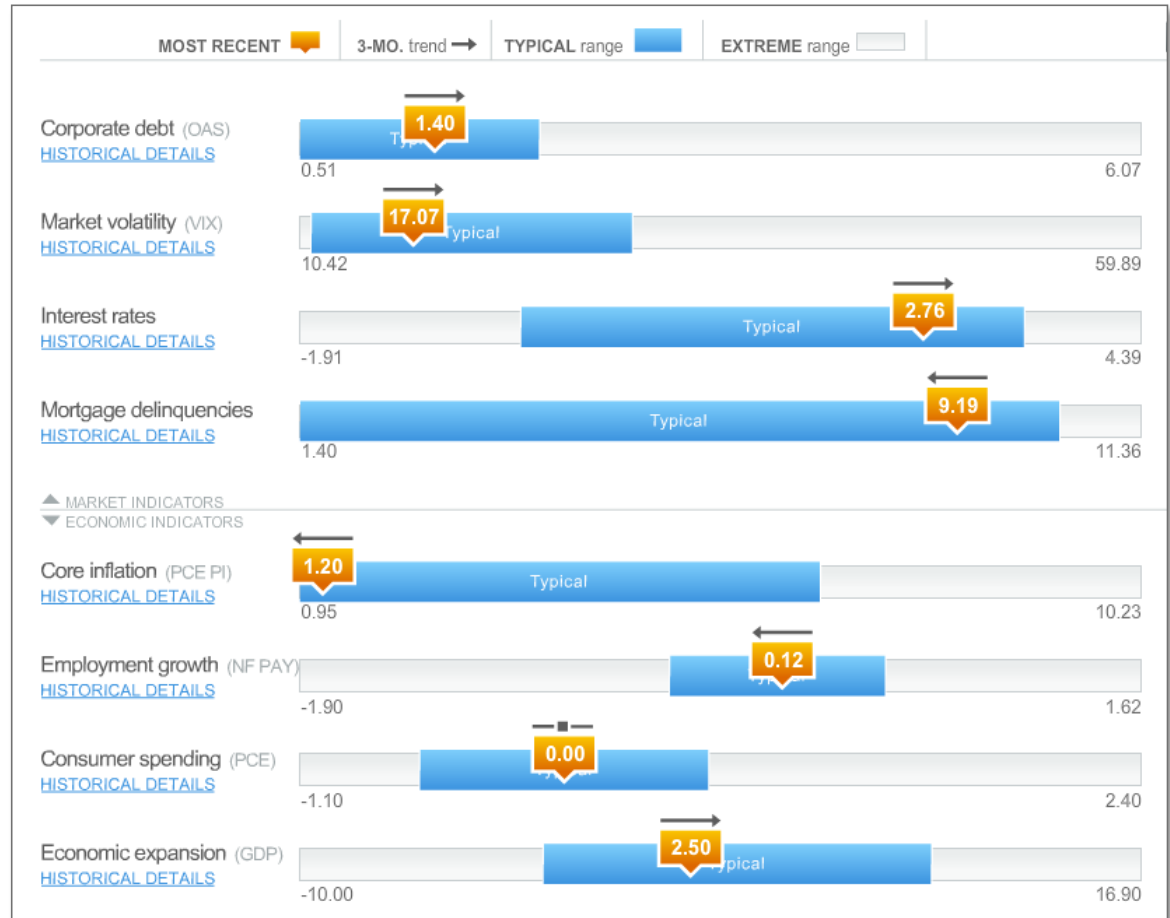 MOST RECENT 3-MO. trend TYPICAL range EXTREME range
Corporate debt (OAS)
HISTORICAL DETAILS
1.40
0.51 6.07
Market volatility (VIX)
HISTORICAL DETAILS
17.07
Typical
10.42 59.89
Interest rates
HISTORICAL DETAILS
2.76
Typical
-1.91 4.39
Mortgage delinquencies
HISTORICAL DETAILS
9.19
Typical
1.40 11.36
MARKET INDICATORS
ECONOMIC INDICATORS
Core inflation (PCE PI)
HISTORICAL DETAILS
1.20
Typical
0.95 10.23
Employment growth (NF PAY)
HISTORICAL DETAILS
0.12
-1.90 1.62
Consumer spending (PCE)
HISTORICAL DETAILS
0.00
-1.10 2.40
Economic expansion (GDP)
HISTORICAL DETAILS
2.50
Typical
-10.00 16.90